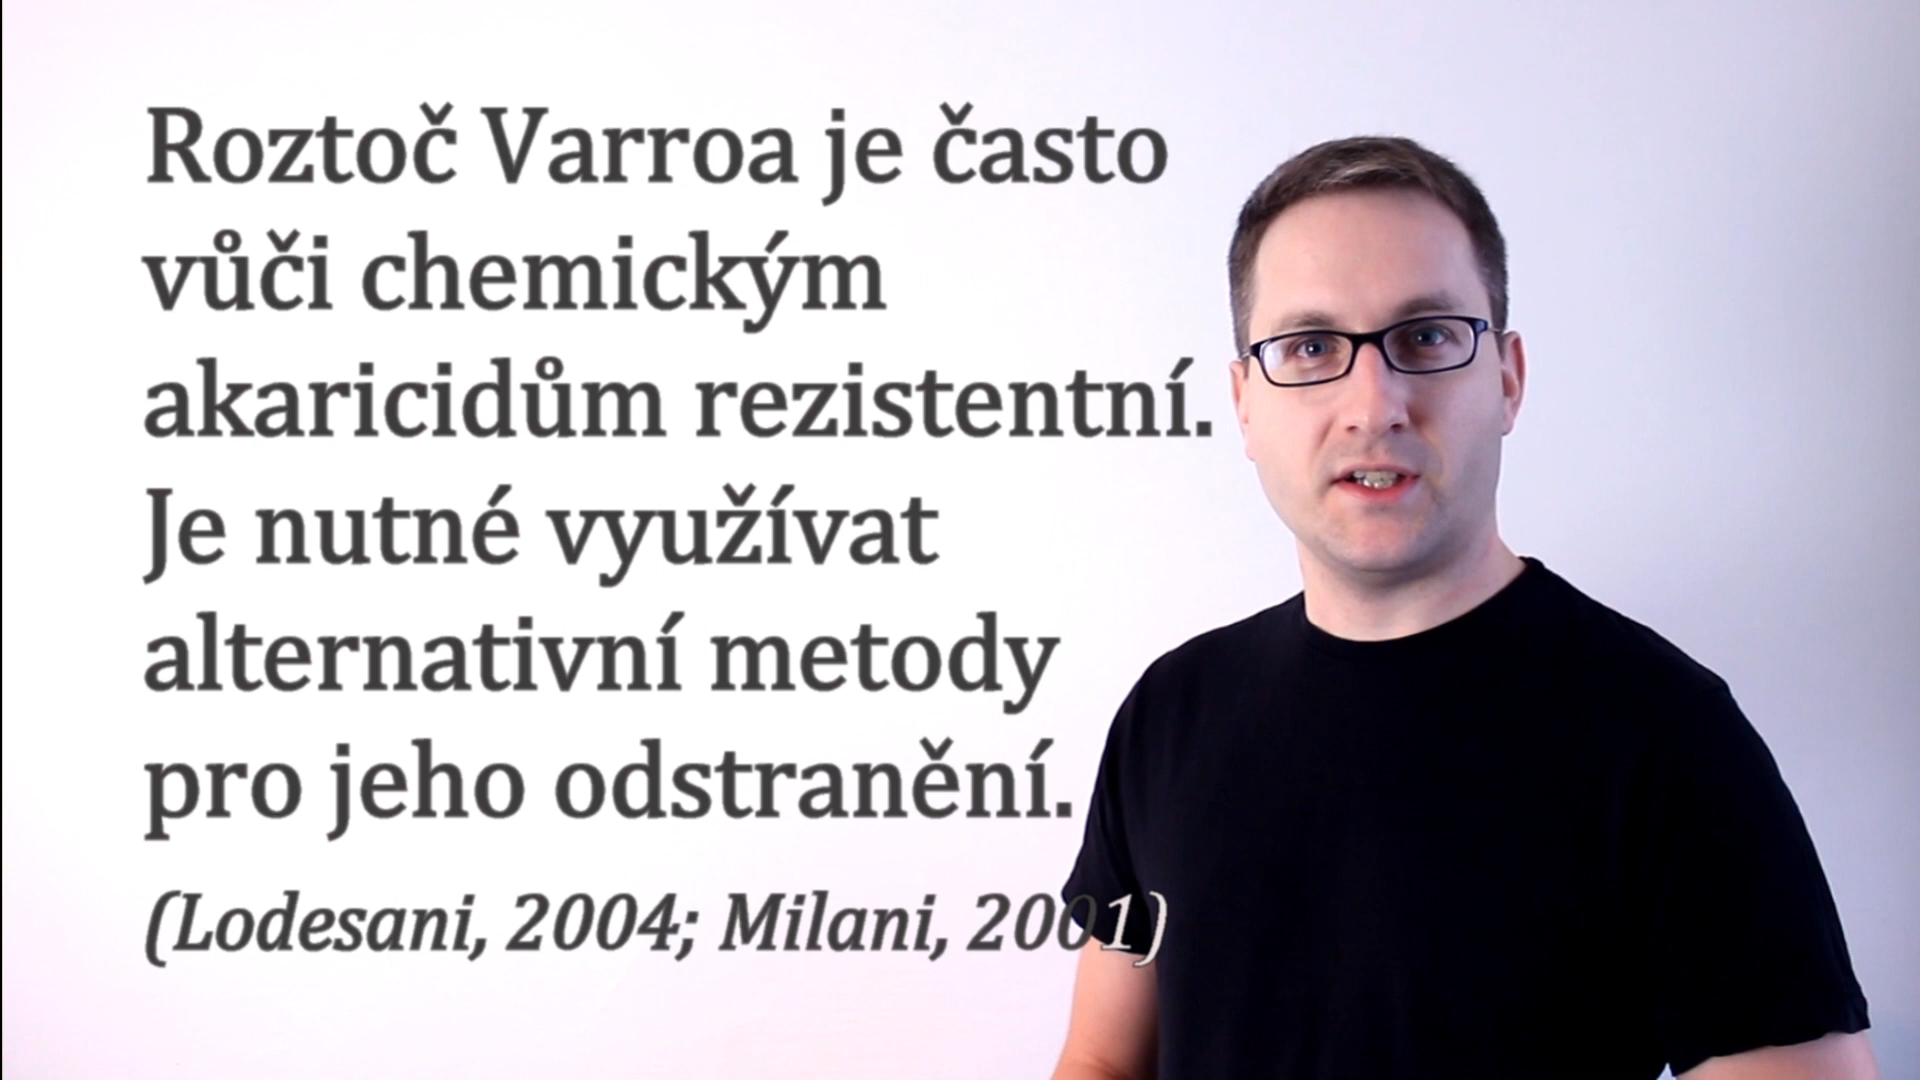 Roztoč Varroa je často
vůči chemickým
akaricidům rezistentní.
Je nutné využívat
alternativní metody
pro jeho odstranění.
(Lodesani, 2004; Milani, 2001)